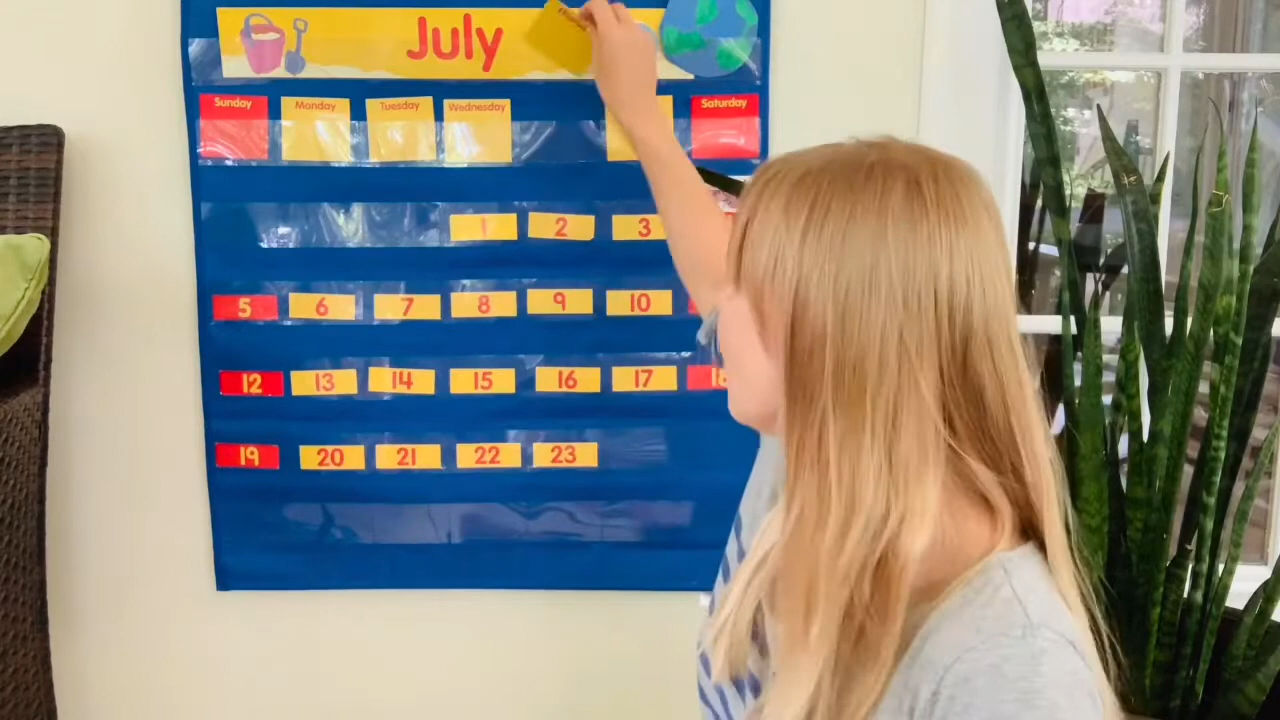 July
Sunday Monday Tuesday Wednesday Saturday
1 2 3
5 6 7 8 9 10
12 13 14 15 16 17 18
19 20 21 22 23